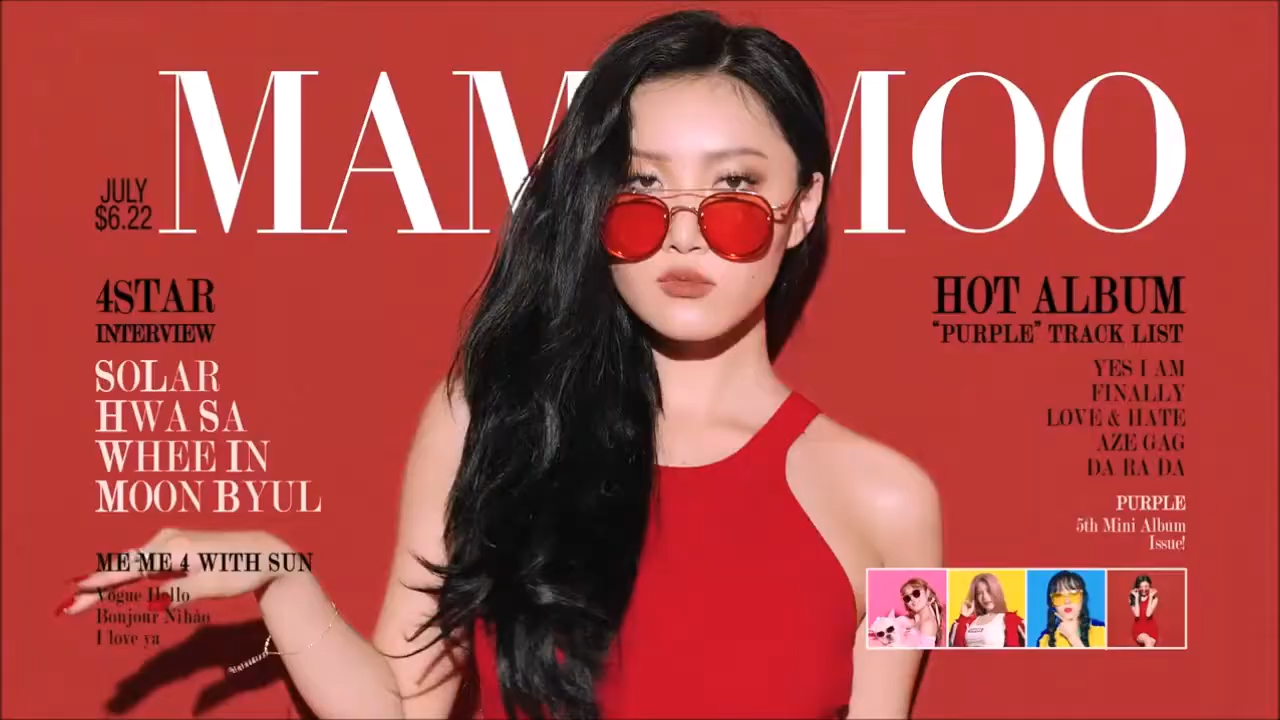 MAMAMOO
JULY
$6.22
4STAR
INTERVIEW
SOLAR
HWA SA
WHEE IN
MOON BYUL
ME ME 4 WITH SUN
Vogue Hello
Bonjour Nihao
I love ya
HOT ALBUM
“PURPLE” TRACK LIST
YES I AM
FINALLY
LOVE & HATE
AZE GAG
DA RA DA
PURPLE
5th Mini Album
Issue!